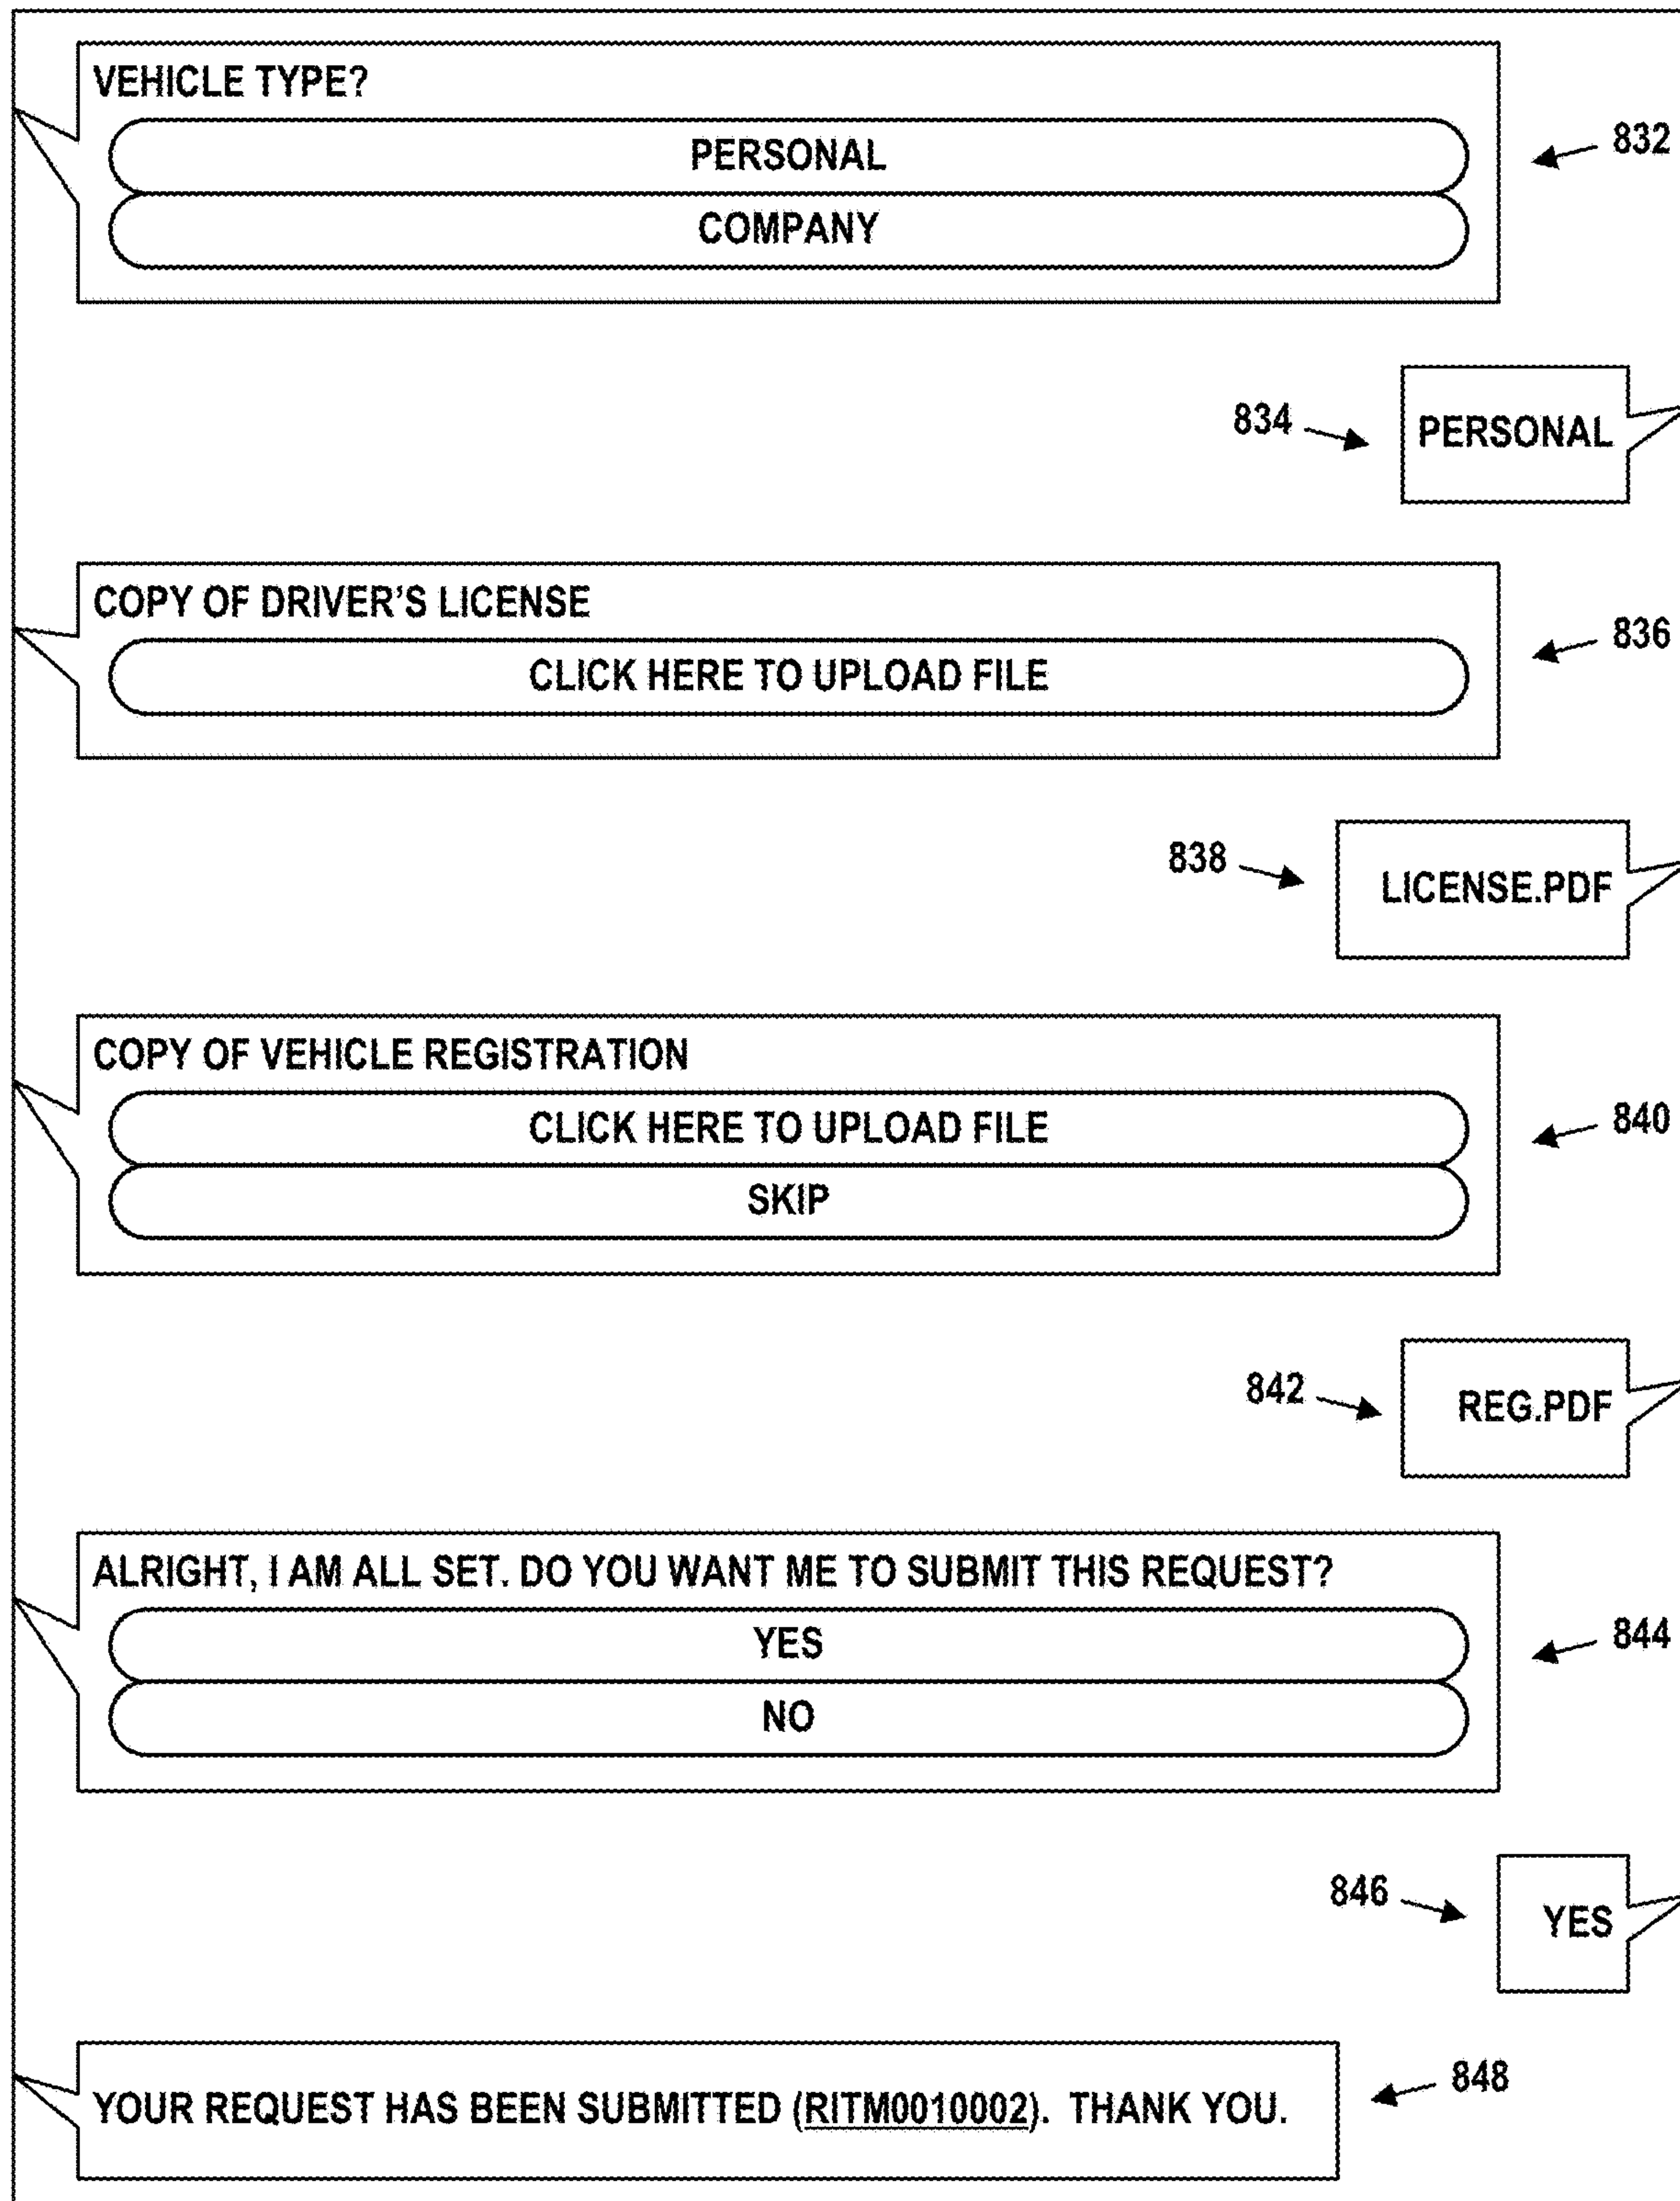 VEHICLE TYPE?
PERSONAL
832
COMPANY
834
PERSONAL
COPY OF DRIVER'S LICENSE
836
CLICK HERE TO UPLOAD FILE
838
LICENSE.PDF
COPY OF VEHICLE REGISTRATION
CLICK HERE TO UPLOAD FILE
840
SKIP
842
REG.PDF
ALRIGHT, I AM ALL SET. DO YOU WANT ME TO SUBMIT THIS REQUEST?
YES
844
NO
846
YES
YOUR REQUEST HAS BEEN SUBMITTED (RITM0010002). THANK YOU.
848